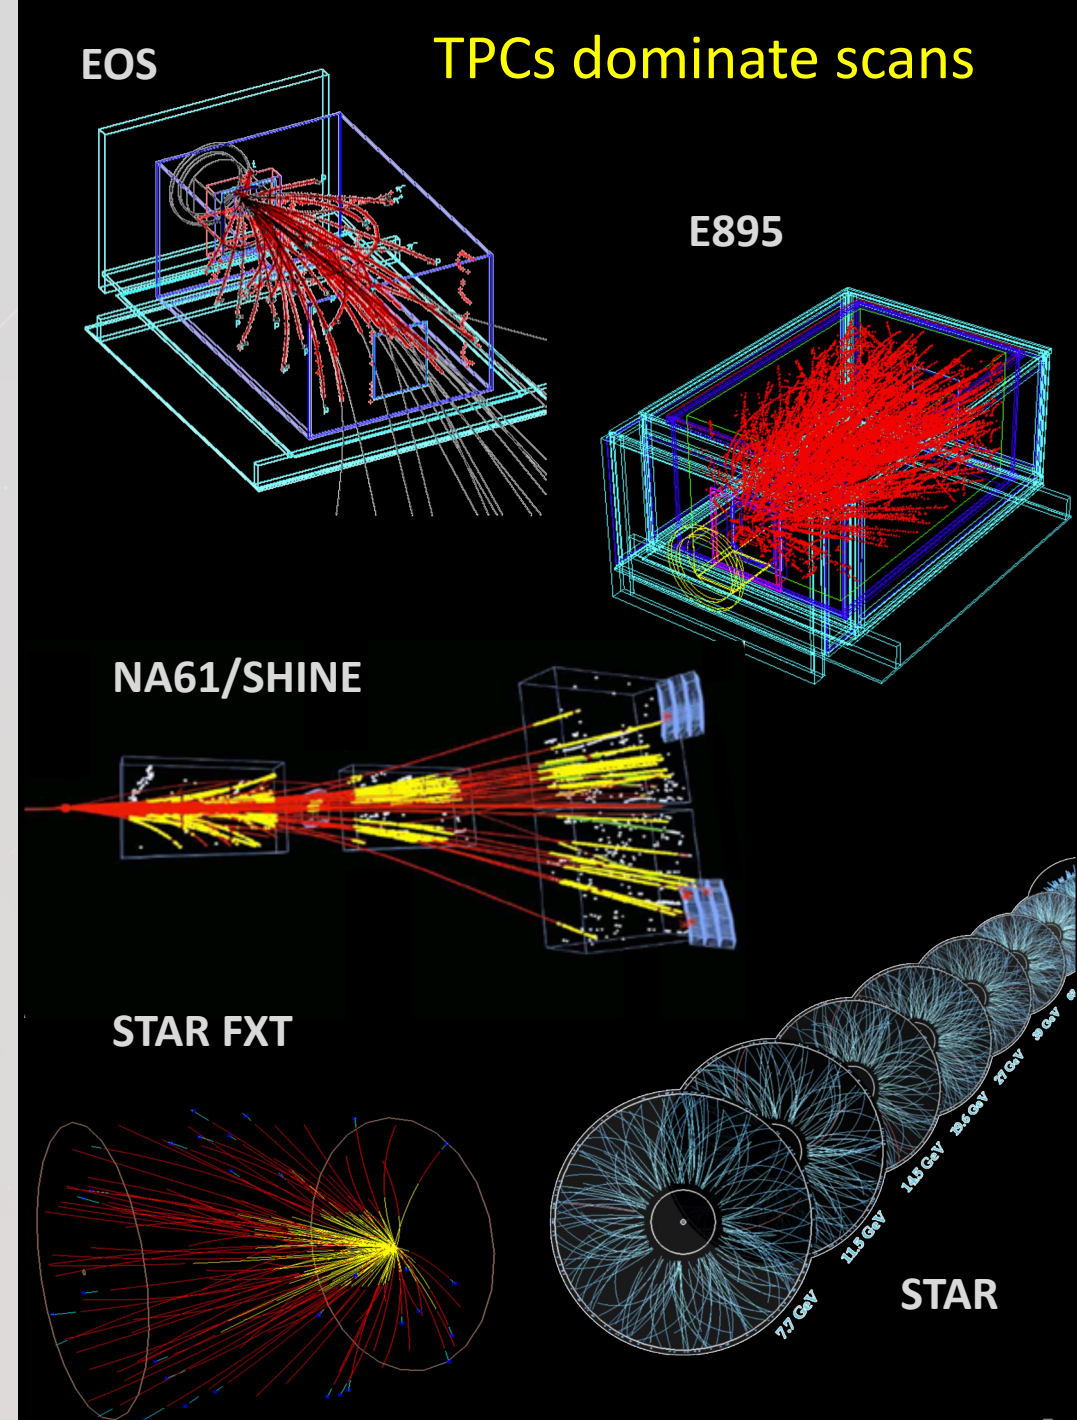 EOS
TPCs dominate scans
E895
NA61/SHINE
STAR FXT
7.7 GeV
11.5 GeV
14.5 GeV
19.6 GeV
27 GeV
39 GeV
STAR